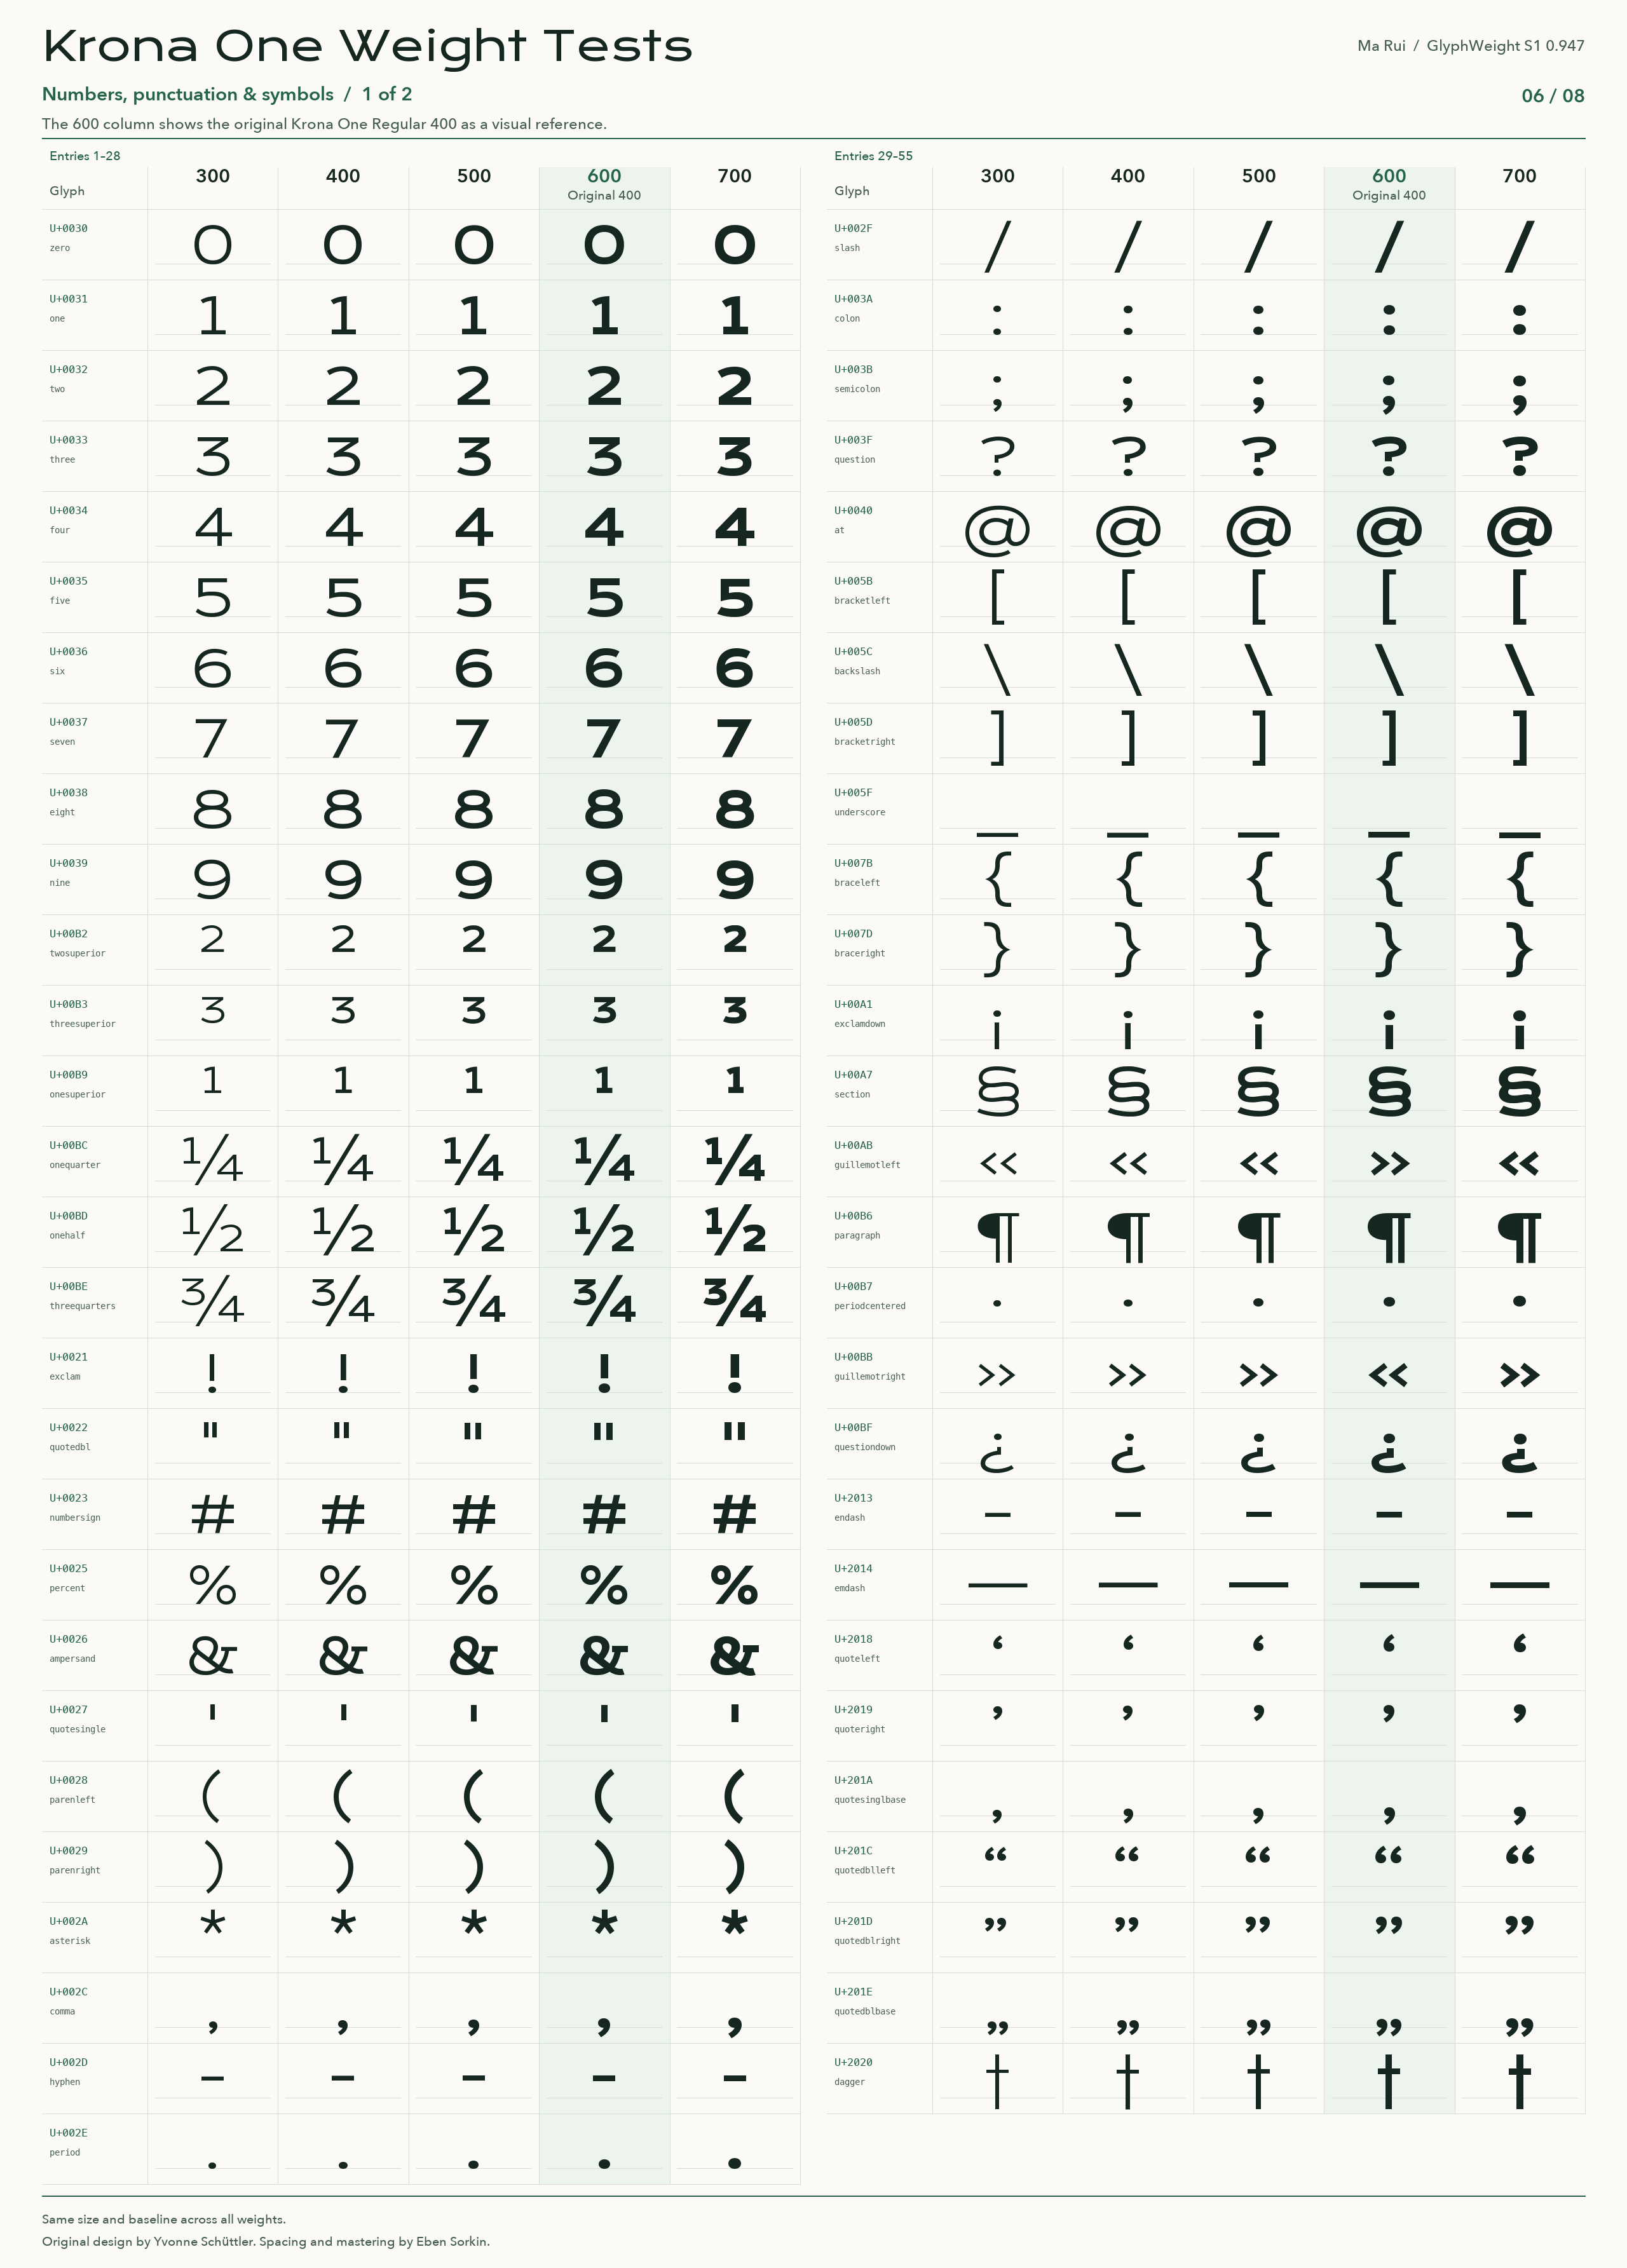 Krona One Weight Tests
Ma Rui / GlyphWeight S1 0.947
Numbers, punctuation & symbols / 1 of 2
06 / 08
The 600 column shows the original Krona One Regular 400 as a visual reference.
Entries 1–28
300 400 500 600 700
Glyph Original 400
U+0030 0 0 0 0 0
zero
U+0031 1 1 1 1 1
one
U+0032 2 2 2 2 2
two
U+0033 3 3 3 3 3
three
U+0034 4 4 4 4 4
four
U+0035 5 5 5 5 5
five
U+0036 6 6 6 6 6
six
U+0037 7 7 7 7 7
seven
U+0038 8 8 8 8 8
eight
U+0039 9 9 9 9 9
nine
U+00B2 ² ² ² ² ²
twosuperior
U+00B3 ³ ³ ³ ³ ³
threesuperior
U+00B9 ¹ ¹ ¹ ¹ ¹
onesuperior
U+00BC ¼ ¼ ¼ ¼ ¼
onequarter
U+00BD ½ ½ ½ ½ ½
onehalf
U+00BE ¾ ¾ ¾ ¾ ¾
threequarters
U+0021 ! ! ! ! !
exclam
U+0022 " " " " "
quotedbl
U+0023 # # # # #
numbersign
U+0025 % % % % %
percent
U+0026 & & & & &
ampersand
U+0027 ' ' ' ' '
quotesingle
U+0028 ( ( ( ( (
parenleft
U+0029 ) ) ) ) )
parenright
U+002A * * * * *
asterisk
U+002C , , , , ,
comma
U+002D - - - - -
hyphen
U+002E . . . . .
period
Entries 29–55
300 400 500 600 700
Glyph Original 400
U+002F / / / / /
slash
U+003A : : : : :
colon
U+003B ; ; ; ; ;
semicolon
U+003F ? ? ? ? ?
question
U+0040 @ @ @ @ @
at
U+005B [ [ [ [ [
bracketleft
U+005C \ \ \ \ \
backslash
U+005D ] ] ] ] ]
bracketright
U+005F _ _ _ _ _
underscore
U+007B { { { { {
braceleft
U+007D } } } } }
braceright
U+00A1 ¡ ¡ ¡ ¡ ¡
exclamdown
U+00A7 § § § § §
section
U+00AB « « « » «
guillemotleft
U+00B6 ¶ ¶ ¶ ¶ ¶
paragraph
U+00B7 · · · · ·
periodcentered
U+00BB » » » « »
guillemotright
U+00BF ¿ ¿ ¿ ¿ ¿
questiondown
U+2013 – – – – –
endash
U+2014 — — — — —
emdash
U+2018 ‘ ‘ ‘ ‘ ‘
quoteleft
U+2019 ’ ’ ’ ’ ’
quoteright
U+201A ‚ ‚ ‚ ‚ ‚
quotesinglbase
U+201C “ “ “ “ “
quotedblleft
U+201D ” ” ” ” ”
quotedblright
U+201E „ „ „ „ „
quotedblbase
U+2020 † † † † †
dagger
Same size and baseline across all weights.
Original design by Yvonne Schüttler. Spacing and mastering by Eben Sorkin.